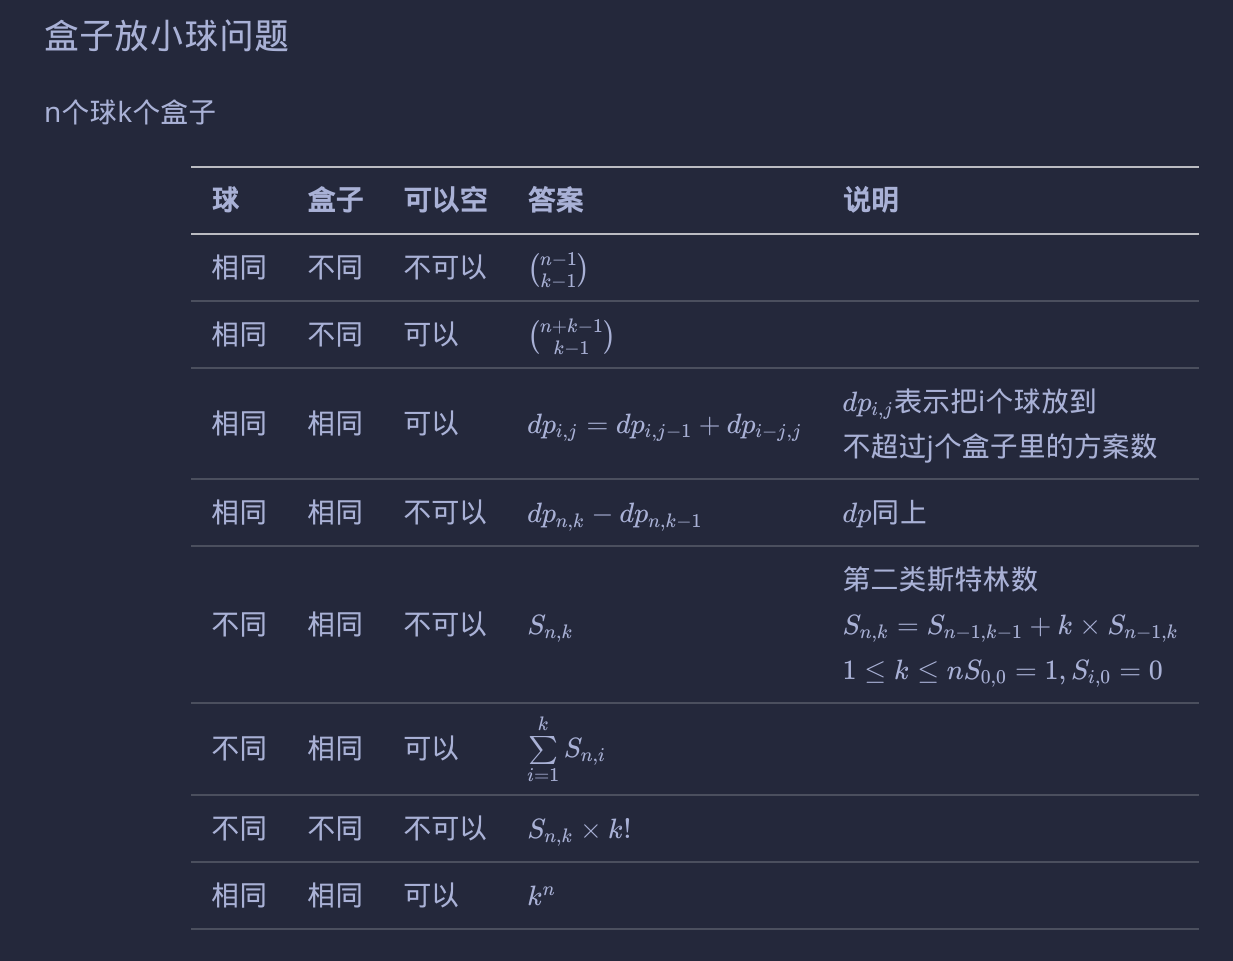 盒子放小球问题
n个球k个盒子
球 盒子 可以空 答案 说明
相同 不同 不可以 $\binom{n-1}{k-1}$
相同 不同 可以 $\binom{n+k-1}{k-1}$
相同 相同 可以 $dp_{i,j} = dp_{i,j-1} + dp_{i-j,j}$ $dp_{i,j}$表示把i个球放到
不超过j个盒子里的方案数
相同 相同 不可以 $dp_{n,k} - dp_{n,k-1}$ $dp$同上
不同 相同 不可以 $S_{n,k}$ 第二类斯特林数
$S_{n,k} = S_{n-1,k-1} + k \times S_{n-1,k}$
$1 \leq k \leq nS_{0,0} = 1, S_{i,0} = 0$
不同 相同 可以 $\sum\limits_{i=1}^{k} S_{n,i}$
不同 不同 不可以 $S_{n,k} \times k!$
相同 相同 可以 $k^n$